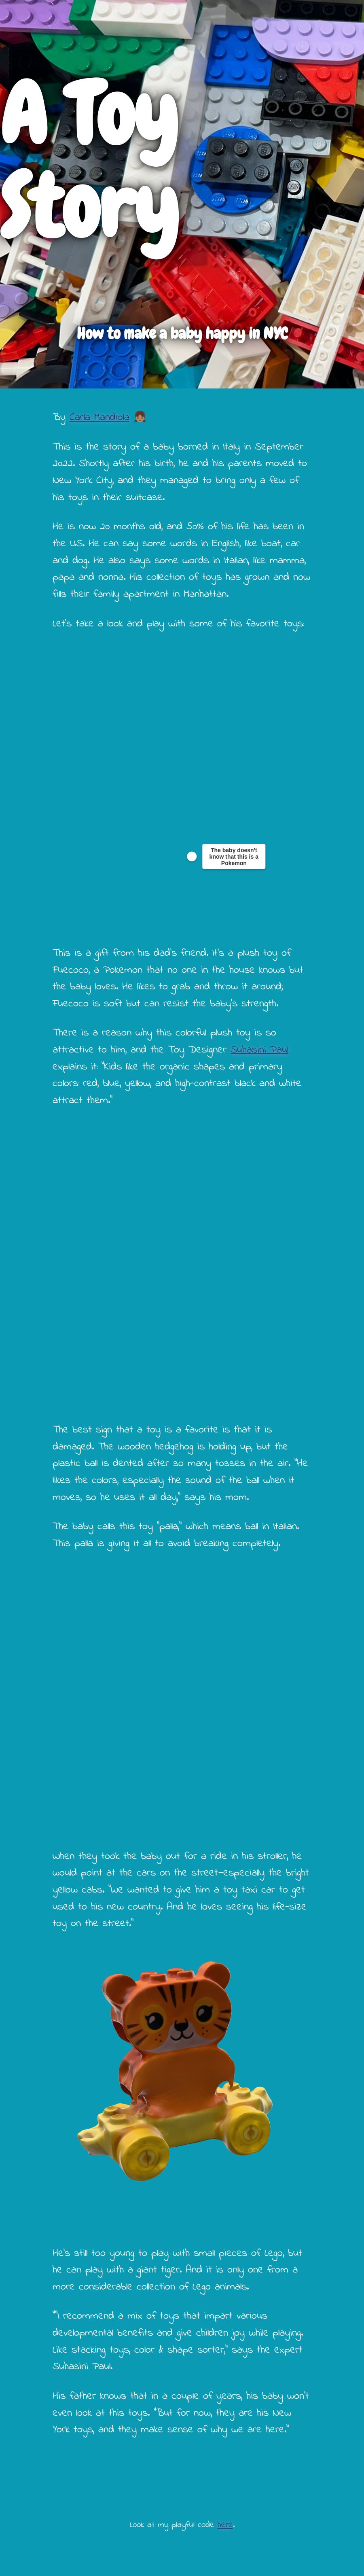 A Toy
Story
How to make a baby happy in NYC
By Carla Mandiola
This is the story of a baby borned in Italy in September
2022. Shortly after his birth, he and his parents moved to
New York City, and they managed to bring only a few of
his toys in their suitcase.
He is now 20 months old, and 50% of his life has been in
the U.S. He can say some words in English, like boat, car
and dog. He also says some words in Italian, like mamma,
papa and nonna. His collection of toys has grown and now
fills their family apartment in Manhattan.
Let's take a look and play with some of his favorite toys:
The baby doesn't
know that this is a
Pokemon
This is a gift from his dad's friend. It's a plush toy of
Fuecoco, a Pokemon that no one in the house knows but
the baby loves. He likes to grab and throw it around;
Fuecoco is soft but can resist the baby's strength.
There is a reason why this colorful plush toy is so
attractive to him, and the Toy Designer Suhasini Paul
explains it "Kids like the organic shapes and primary
colors: red, blue, yellow, and high-contrast black and white
attract them."
The best sign that a toy is a favorite is that it is
damaged. The wooden hedgehog is holding up, but the
plastic ball is dented after so many tosses in the air. "He
likes the colors, especially the sound of the ball when it
moves, so he uses it all day," says his mom.
The baby calls this toy "palla," which means ball in Italian.
This palla is giving it all to avoid breaking completely.
When they took the baby out for a ride in his stroller, he
would point at the cars on the street—especially the bright
yellow cabs. "We wanted to give him a toy taxi car to get
used to his new country. And he loves seeing his life-size
toy on the street."
He's still too young to play with small pieces of Lego, but
he can play with a giant tiger. And it is only one from a
more considerable collection of Lego animals.
"I recommend a mix of toys that impart various
developmental benefits and give children joy while playing.
Like stacking toys, color & shape sorter," says the expert
Suhasini Paul.
His father knows that in a couple of years, his baby won't
even look at this toys. "But for now, they are his New
York toys, and they make sense of why we are here."
Look at my playful code here.